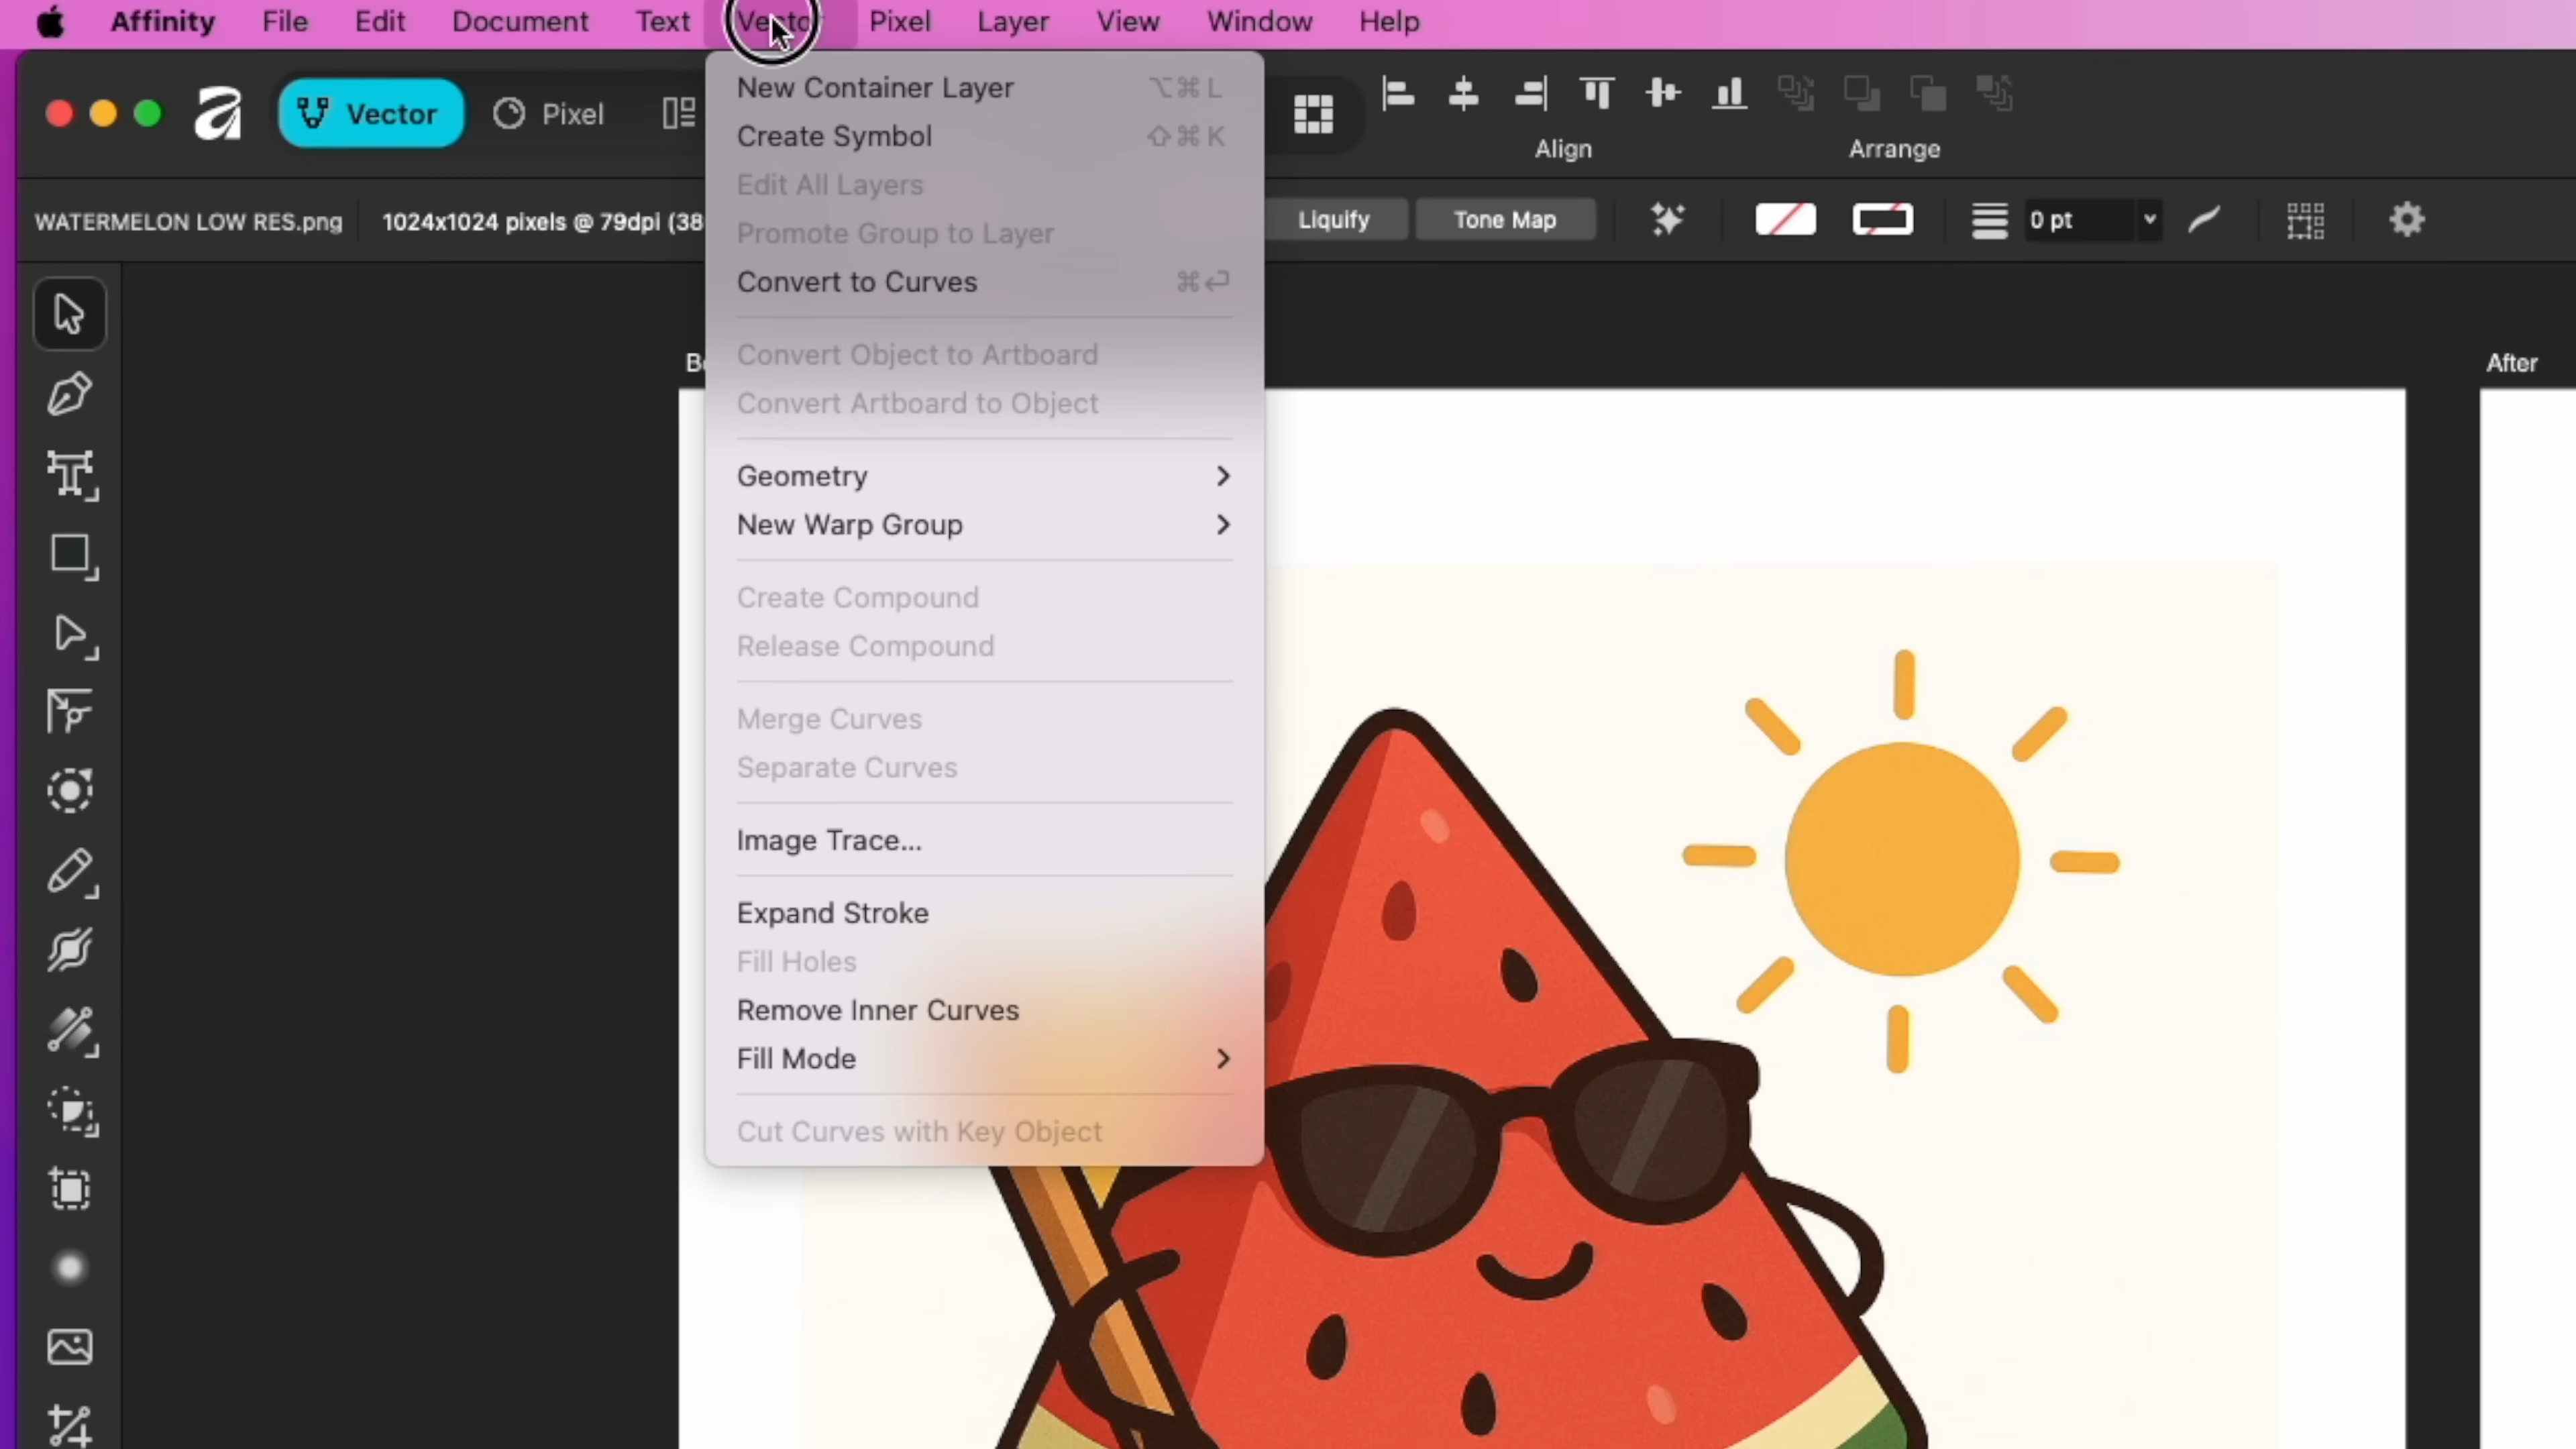 Affinity File Edit Document Text Vector Pixel Layer View Window Help
Vector Pixel
Align Arrange
WATERMELON LOW RES.png 1024x1024 pixels @ 79dpi (38
Liquify Tone Map 0 pt
New Container Layer ⌥⌘L
Create Symbol ⇧⌘K
Edit All Layers
Promote Group to Layer
Convert to Curves ⌘↩
Convert Object to Artboard
Convert Artboard to Object
Geometry
New Warp Group
Create Compound
Release Compound
Merge Curves
Separate Curves
Image Trace...
Expand Stroke
Fill Holes
Remove Inner Curves
Fill Mode
Cut Curves with Key Object
After